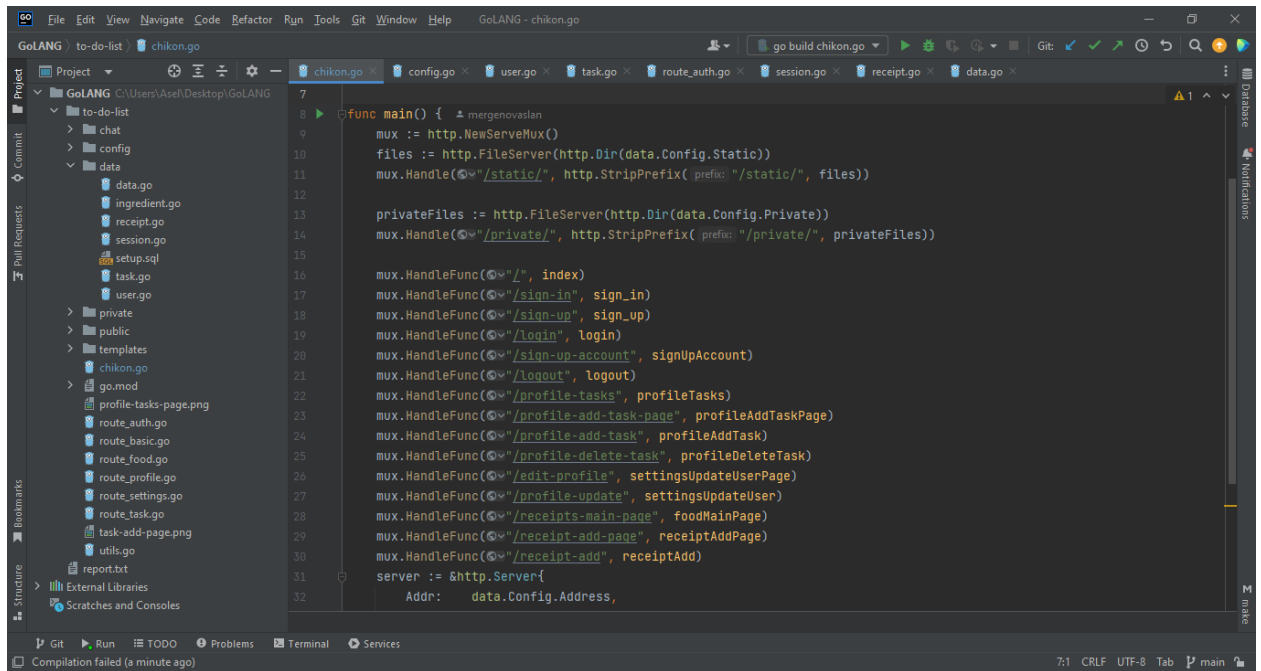 GO File Edit View Navigate Code Refactor Run Tools Git Window Help GoLANG - chikon.go
GoLANG 〉 to-do-list 〉 chikon.go go build chikon.go Git:
Project chikon.go config.go user.go task.go route_auth.go session.go receipt.go data.go
GoLANG C:\Users\Asel\Desktop\GoLANG
to-do-list
chat
config
data
data.go
ingredient.go
receipt.go
session.go
setup.sql
task.go
user.go
private
public
templates
chikon.go
go.mod
profile-tasks-page.png
route_auth.go
route_basic.go
route_food.go
route_profile.go
route_settings.go
route_task.go
task-add-page.png
utils.go
report.txt
External Libraries
Scratches and Consoles
Project
Commit
Pull Requests
Bookmarks
Structure
7
8 func main() { mergenovaslan
9 mux := http.NewServeMux()
10 files := http.FileServer(http.Dir(data.Config.Static))
11 mux.Handle("/static/", http.StripPrefix( prefix: "/static/", files))
12
13 privateFiles := http.FileServer(http.Dir(data.Config.Private))
14 mux.Handle("/private/", http.StripPrefix( prefix: "/private/", privateFiles))
15
16 mux.HandleFunc("/", index)
17 mux.HandleFunc("/sign-in", sign_in)
18 mux.HandleFunc("/sign-up", sign_up)
19 mux.HandleFunc("/login", login)
20 mux.HandleFunc("/sign-up-account", signUpAccount)
21 mux.HandleFunc("/logout", logout)
22 mux.HandleFunc("/profile-tasks", profileTasks)
23 mux.HandleFunc("/profile-add-task-page", profileAddTaskPage)
24 mux.HandleFunc("/profile-add-task", profileAddTask)
25 mux.HandleFunc("/profile-delete-task", profileDeleteTask)
26 mux.HandleFunc("/edit-profile", settingsUpdateUserPage)
27 mux.HandleFunc("/profile-update", settingsUpdateUser)
28 mux.HandleFunc("/receipts-main-page", foodMainPage)
29 mux.HandleFunc("/receipt-add-page", receiptAddPage)
30 mux.HandleFunc("/receipt-add", receiptAdd)
31 server := &http.Server{
32 Addr: data.Config.Address,
1
Database
Notifications
M make
Git Run TODO Problems Terminal Services
Compilation failed (a minute ago) 7:1 CRLF UTF-8 Tab main